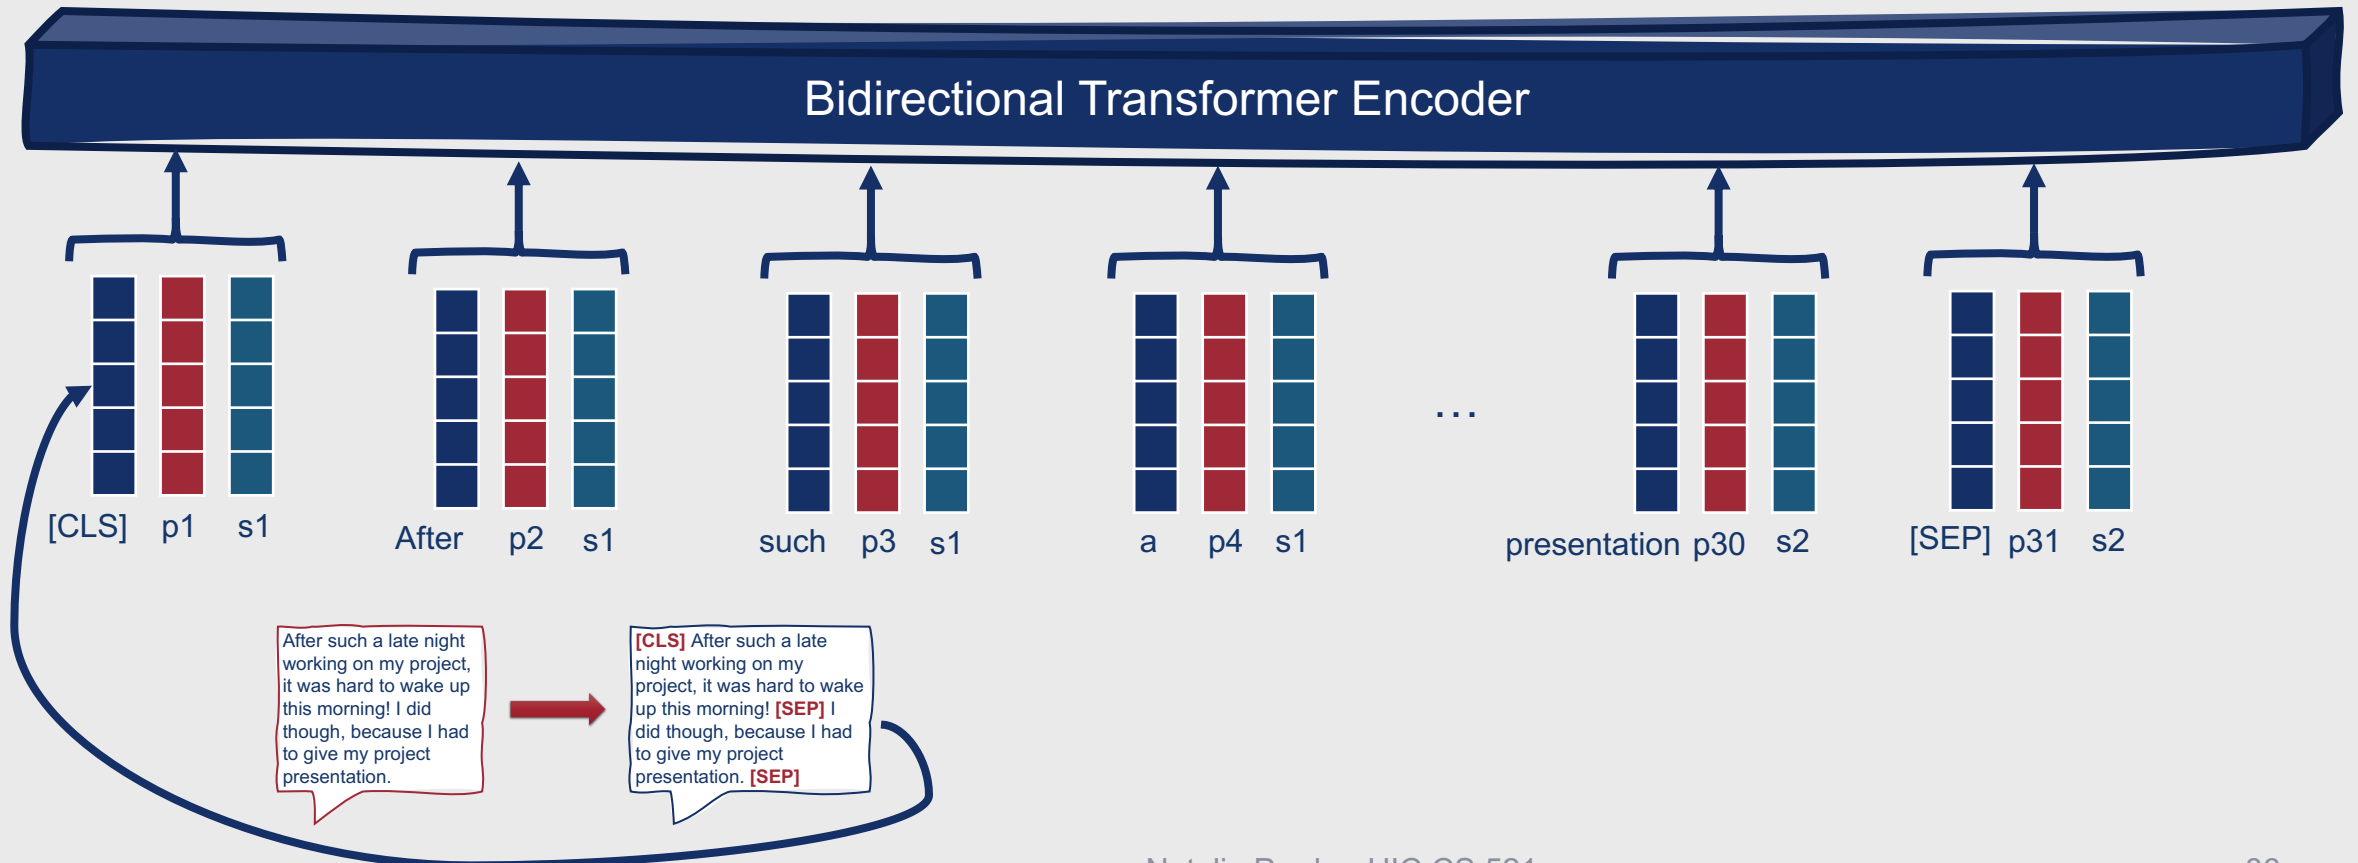 Bidirectional Transformer Encoder
[CLS] p1 s1
After p2 s1
such p3 s1
a p4 s1
...
presentation p30 s2
[SEP] p31 s2
After such a late night
working on my project,
it was hard to wake up
this morning! I did
though, because I had
to give my project
presentation.
[CLS] After such a late
night working on my
project, it was hard to wake
up this morning! [SEP] I
did though, because I had
to give my project
presentation. [SEP]